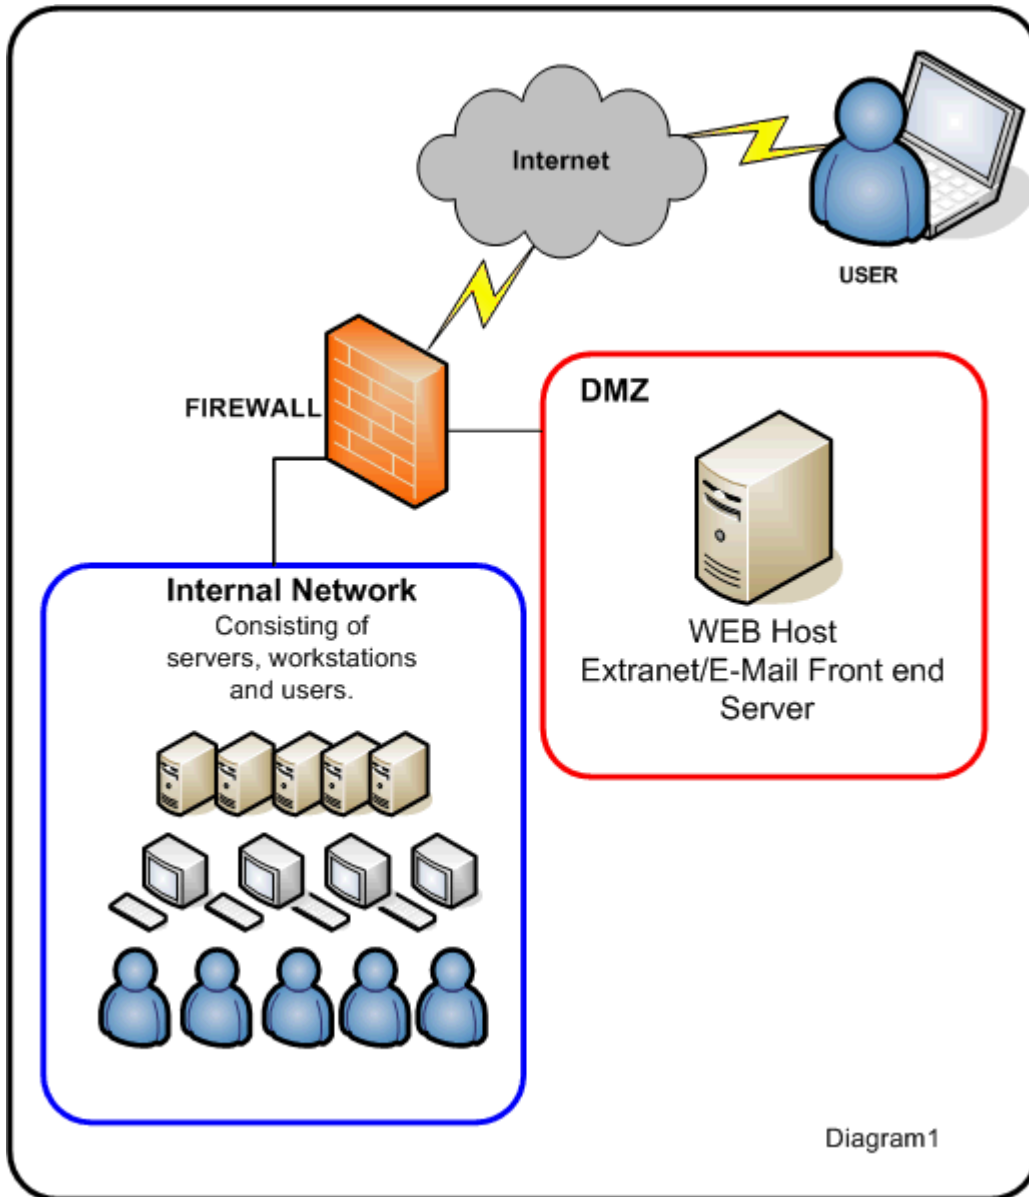 Internet
USER
FIREWALL
DMZ
WEB Host
Extranet/E-Mail Front end
Server
Internal Network
Consisting of
servers, workstations
and users.
Diagram1